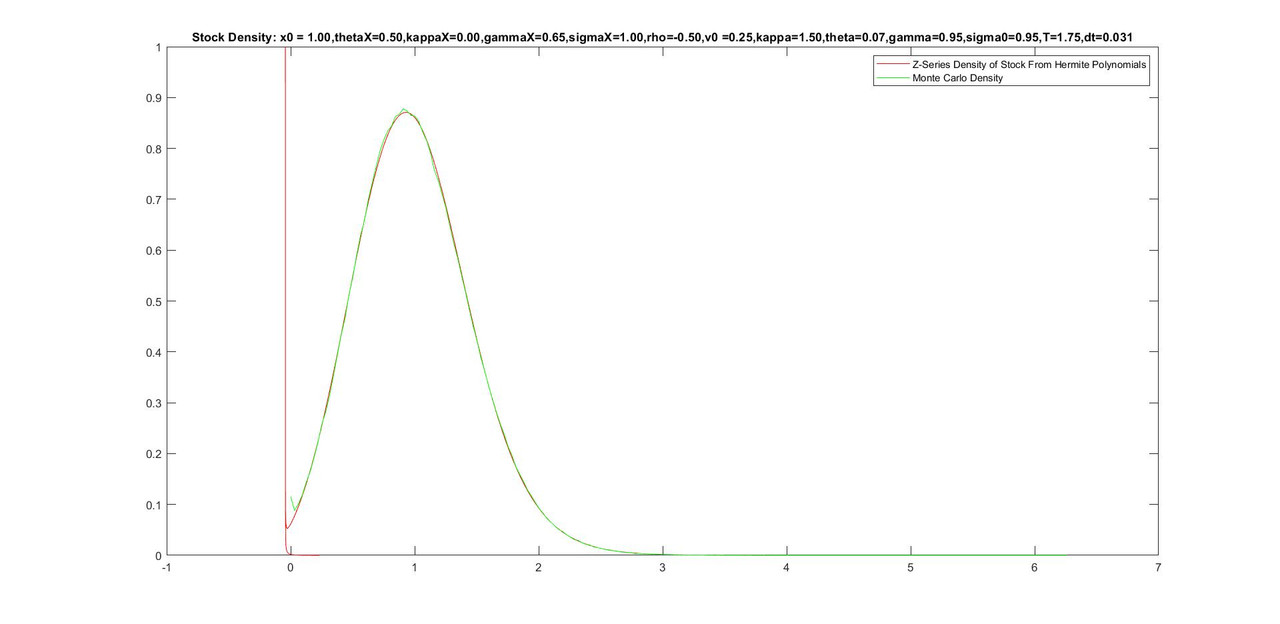 Stock Density: x0 = 1.00,thetaX=0.50,kappaX=0.00,gammaX=0.65,sigmaX=1.00,rho=-0.50,v0 =0.25,kappa=1.50,theta=0.07,gamma=0.95,sigma0=0.95,T=1.75,dt=0.031
Z-Series Density of Stock From Hermite Polynomials
Monte Carlo Density
1
0.9
0.8
0.7
0.6
0.5
0.4
0.3
0.2
0.1
0
-1 0 1 2 3 4 5 6 7